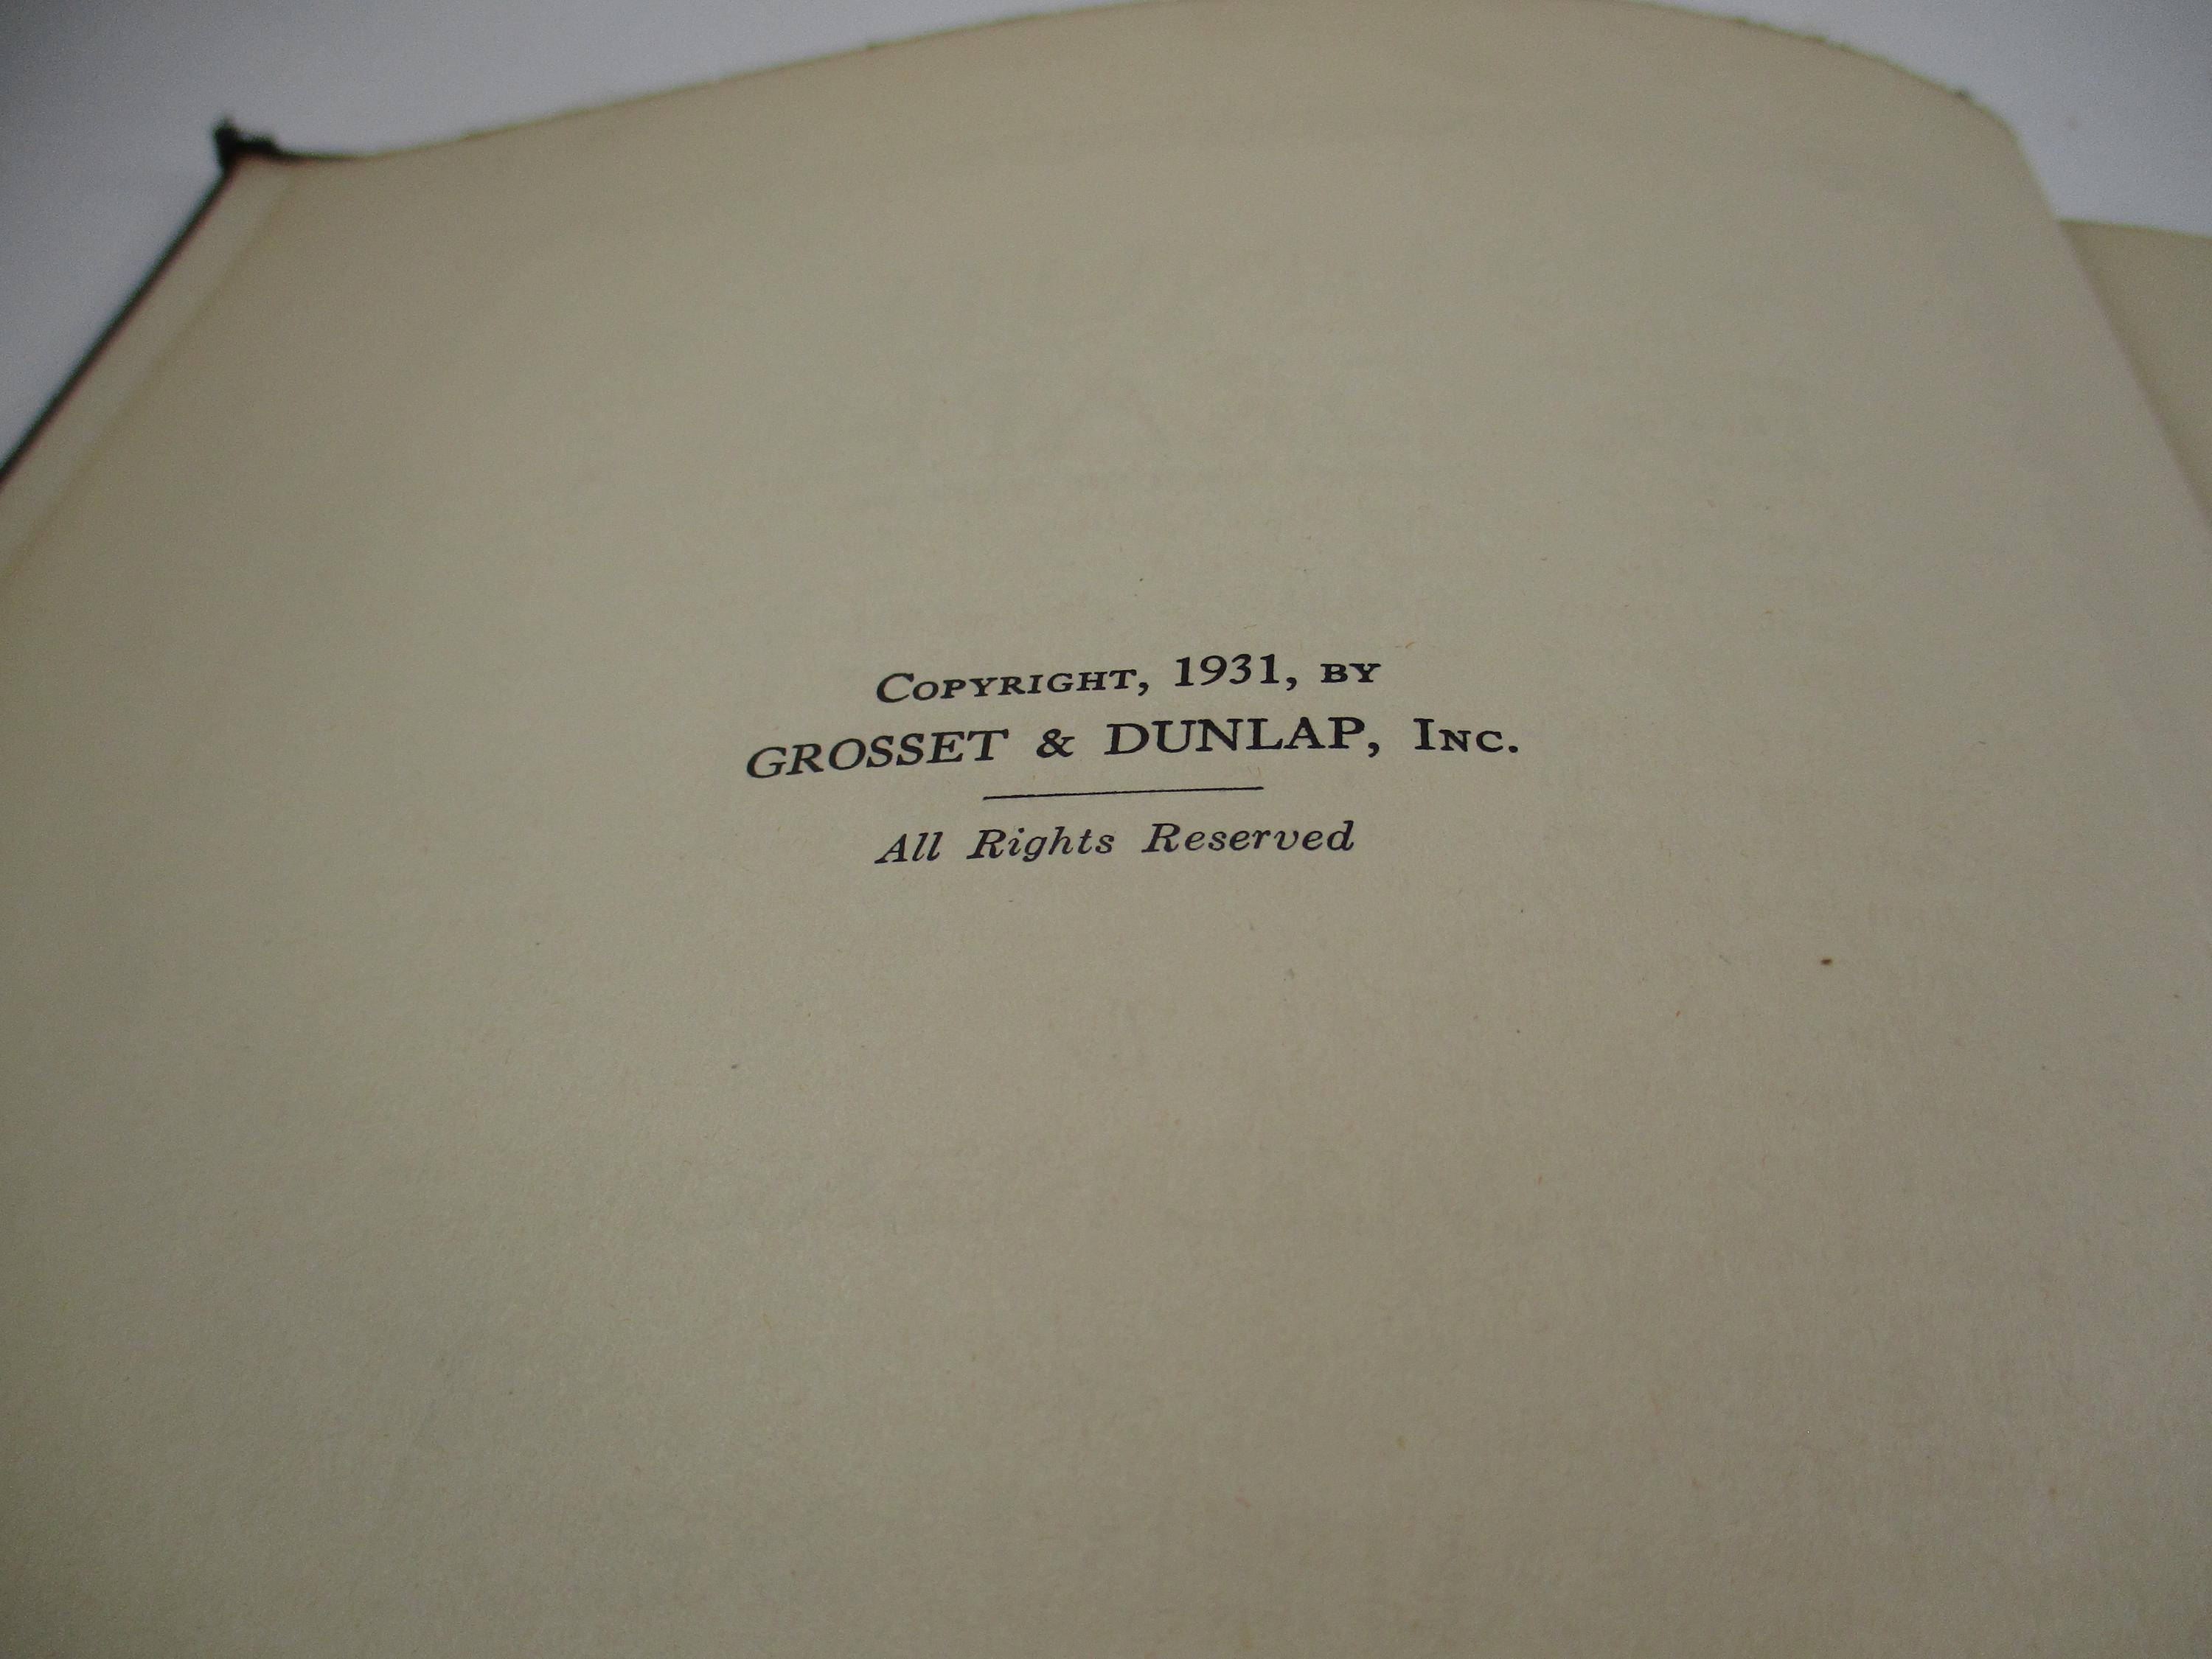 Copyright, 1931, by
GROSSET & DUNLAP, Inc.
All Rights Reserved